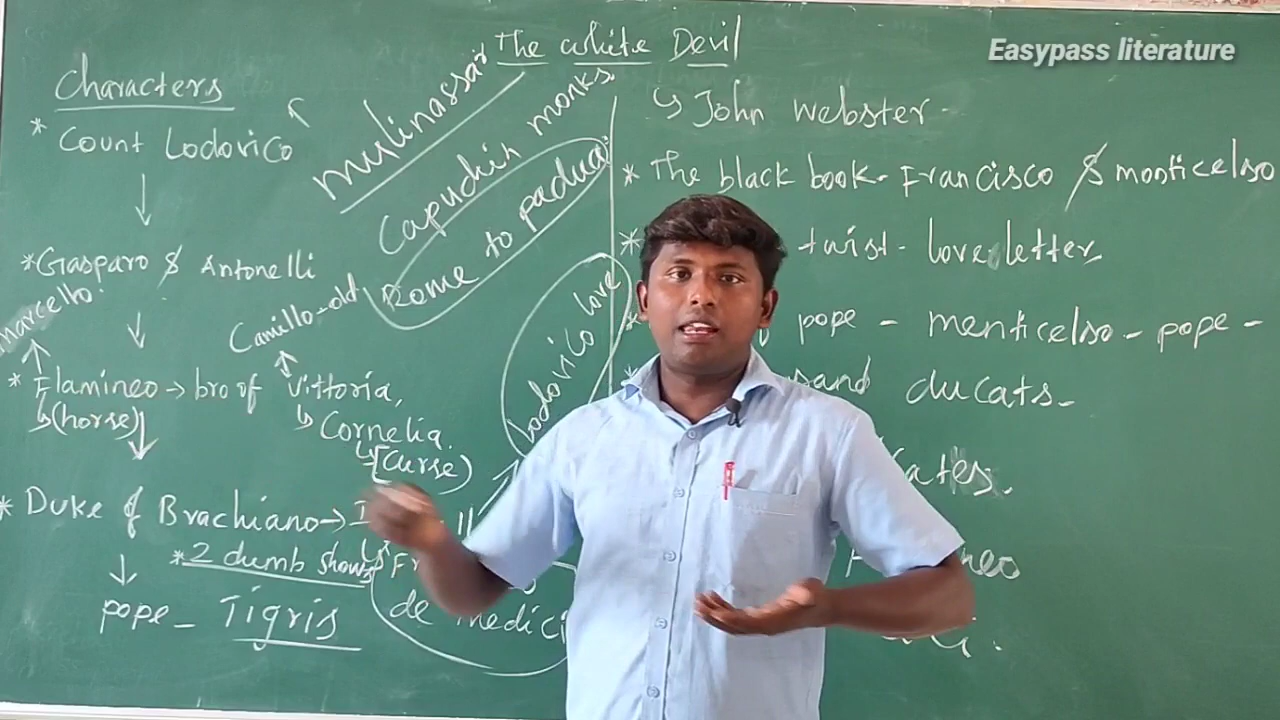 Easypass literature
The white Devil
↳ John webster -
Characters
* Count Lodovico
mulinassar
Capuchin monks.
Rome to padua.
* Gasparo & Antonelli
marcello.
Camillo-old
* Flamineo → bro of Vittoria,
↳(horse)
↳ Cornelia.
↳(curse)
* Duke of Brachiano →
* 2 dumb shows
de medici
pope - Tigris
Lodovico love
* The black book - Francisco & monticelso
* twist - love letter,
* pope - menticelso - pope -
ducats -